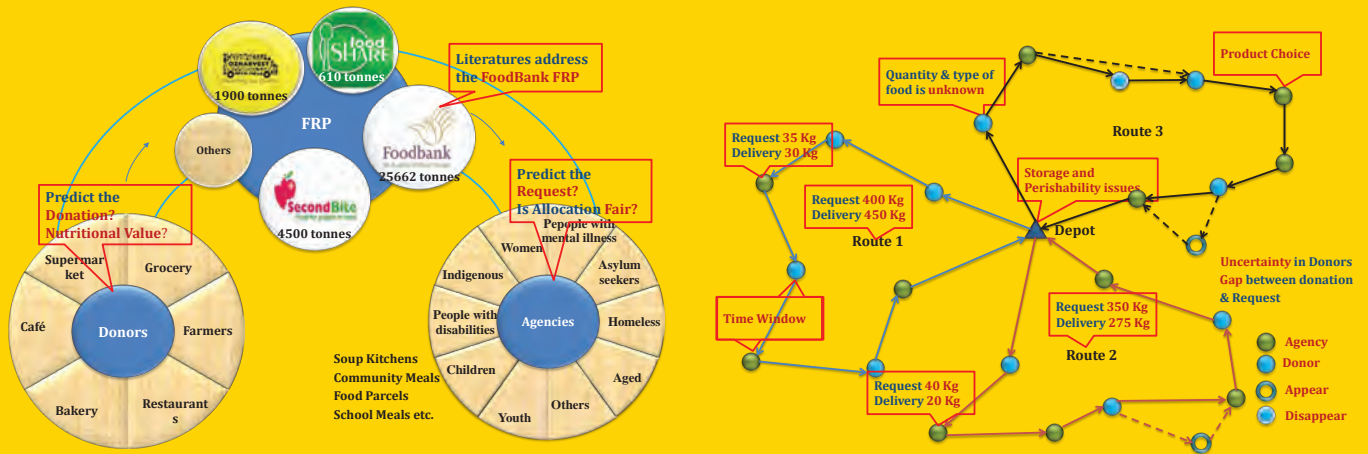 food
SHARE
610 tonnes
OZHARVEST
1900 tonnes
Literatures address
the FoodBank FRP
FRP
Others
Foodbank
25662 tonnes
SecondBite
4500 tonnes
Predict the
Donation?
Nutritional Value?
Predict the
Request?
Is Allocation Fair?
Supermar
ket
Grocery
Café
Farmers
Bakery
Restaurant
s
Donors
Women
Pepople with
mental illness
Indigenous
Asylum
seekers
People with
disabilities
Homeless
Children
Aged
Youth
Others
Agencies
Soup Kitchens
Community Meals
Food Parcels
School Meals etc.
Quantity & type of
food is unknown
Product Choice
Route 3
Request 35 Kg
Delivery 30 Kg
Storage and
Perishability issues
Request 400 Kg
Delivery 450 Kg
Route 1
Depot
Time Window
Uncertainty in Donors
Gap between donation
& Request
Request 350 Kg
Delivery 275 Kg
Route 2
Request 40 Kg
Delivery 20 Kg
Agency
Donor
Appear
Disappear